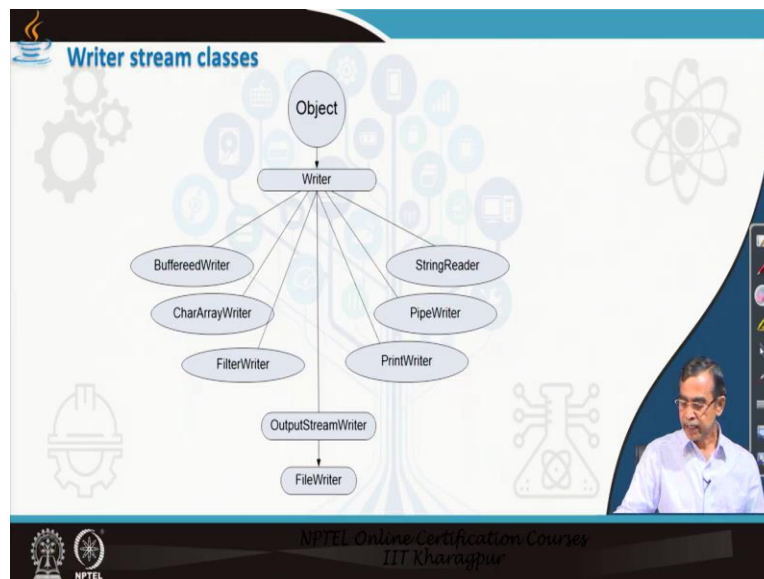 Writer stream classes
Object
Writer
BuffereedWriter
StringReader
CharArrayWriter
PipeWriter
FilterWriter
PrintWriter
OutputStreamWriter
FileWriter
NPTEL Online Certification Courses
IIT Kharagpur
NPTEL